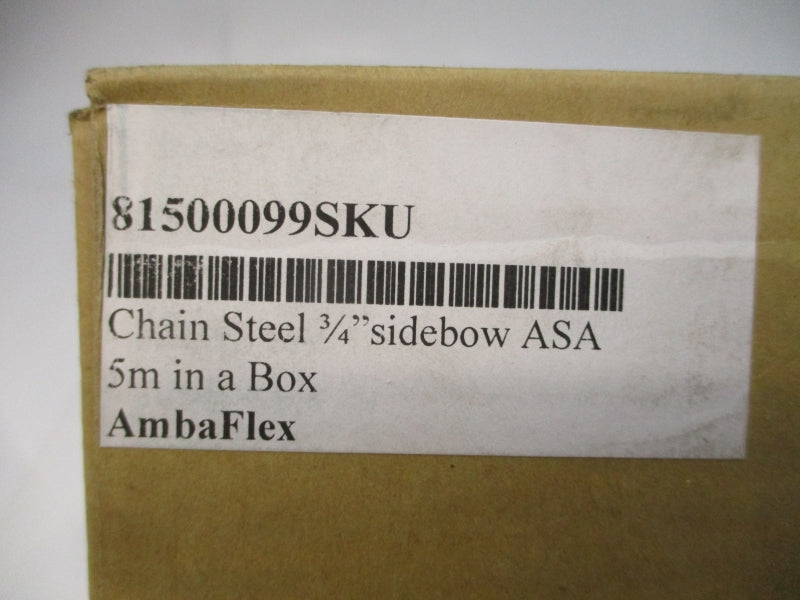 81500099SKU
Chain Steel ¾”sidebow ASA
5m in a Box
AmbaFlex